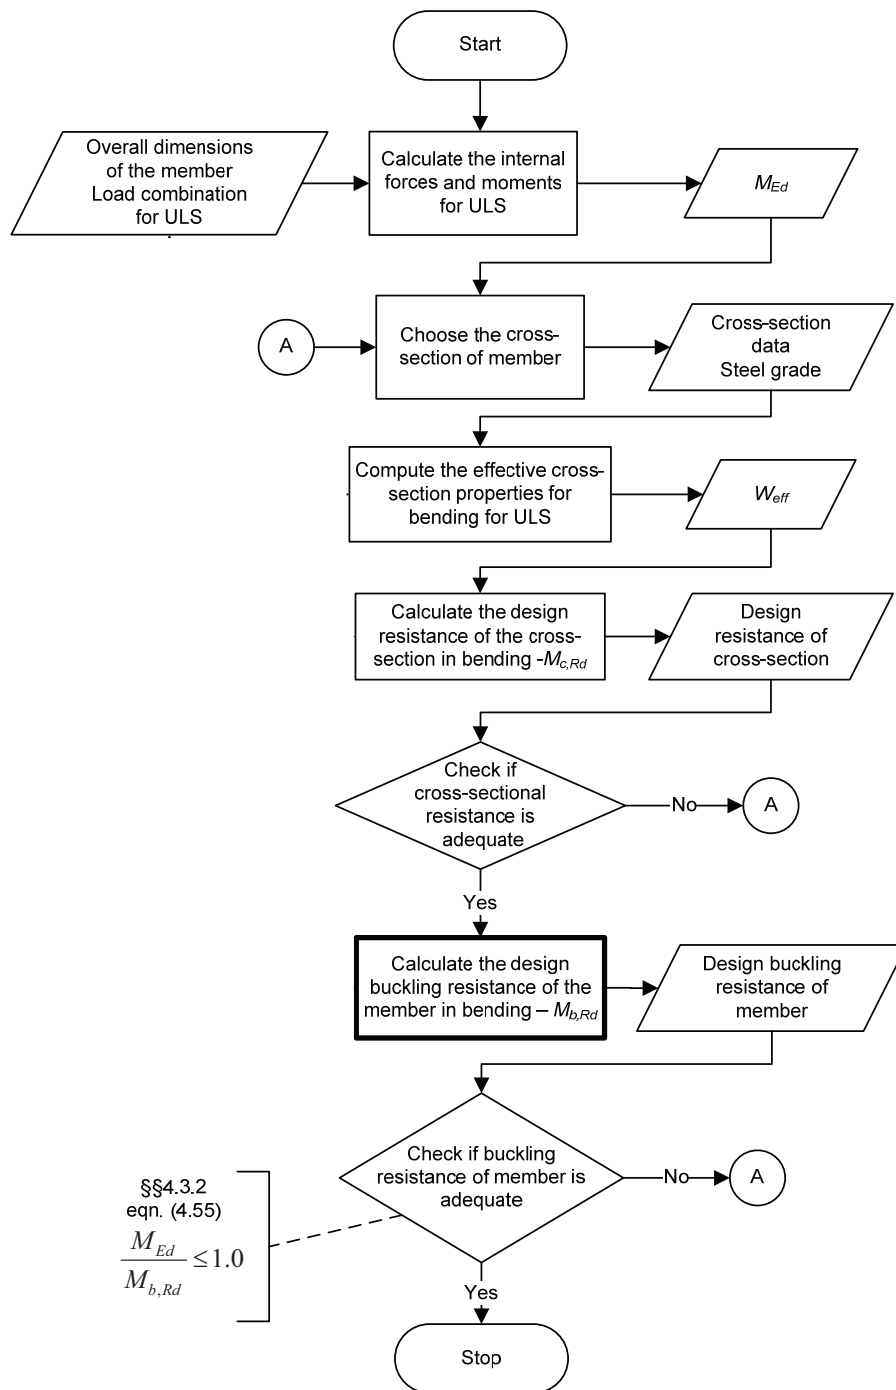 Start
Overall dimensions
of the member
Load combination
for ULS
Calculate the internal
forces and moments
for ULS
M_Ed
A
Choose the cross-
section of member
Cross-section
data
Steel grade
Compute the effective cross-
section properties for
bending for ULS
W_eff
Calculate the design
resistance of the cross-
section in bending -M_c,Rd
Design
resistance of
cross-section
Check if
cross-sectional
resistance is
adequate
No
A
Yes
Calculate the design
buckling resistance of the
member in bending – M_b,Rd
Design buckling
resistance of
member
Check if buckling
resistance of member is
adequate
No
A
§§4.3.2
eqn. (4.55)
M_Ed / M_b,Rd ≤ 1.0
Yes
Stop